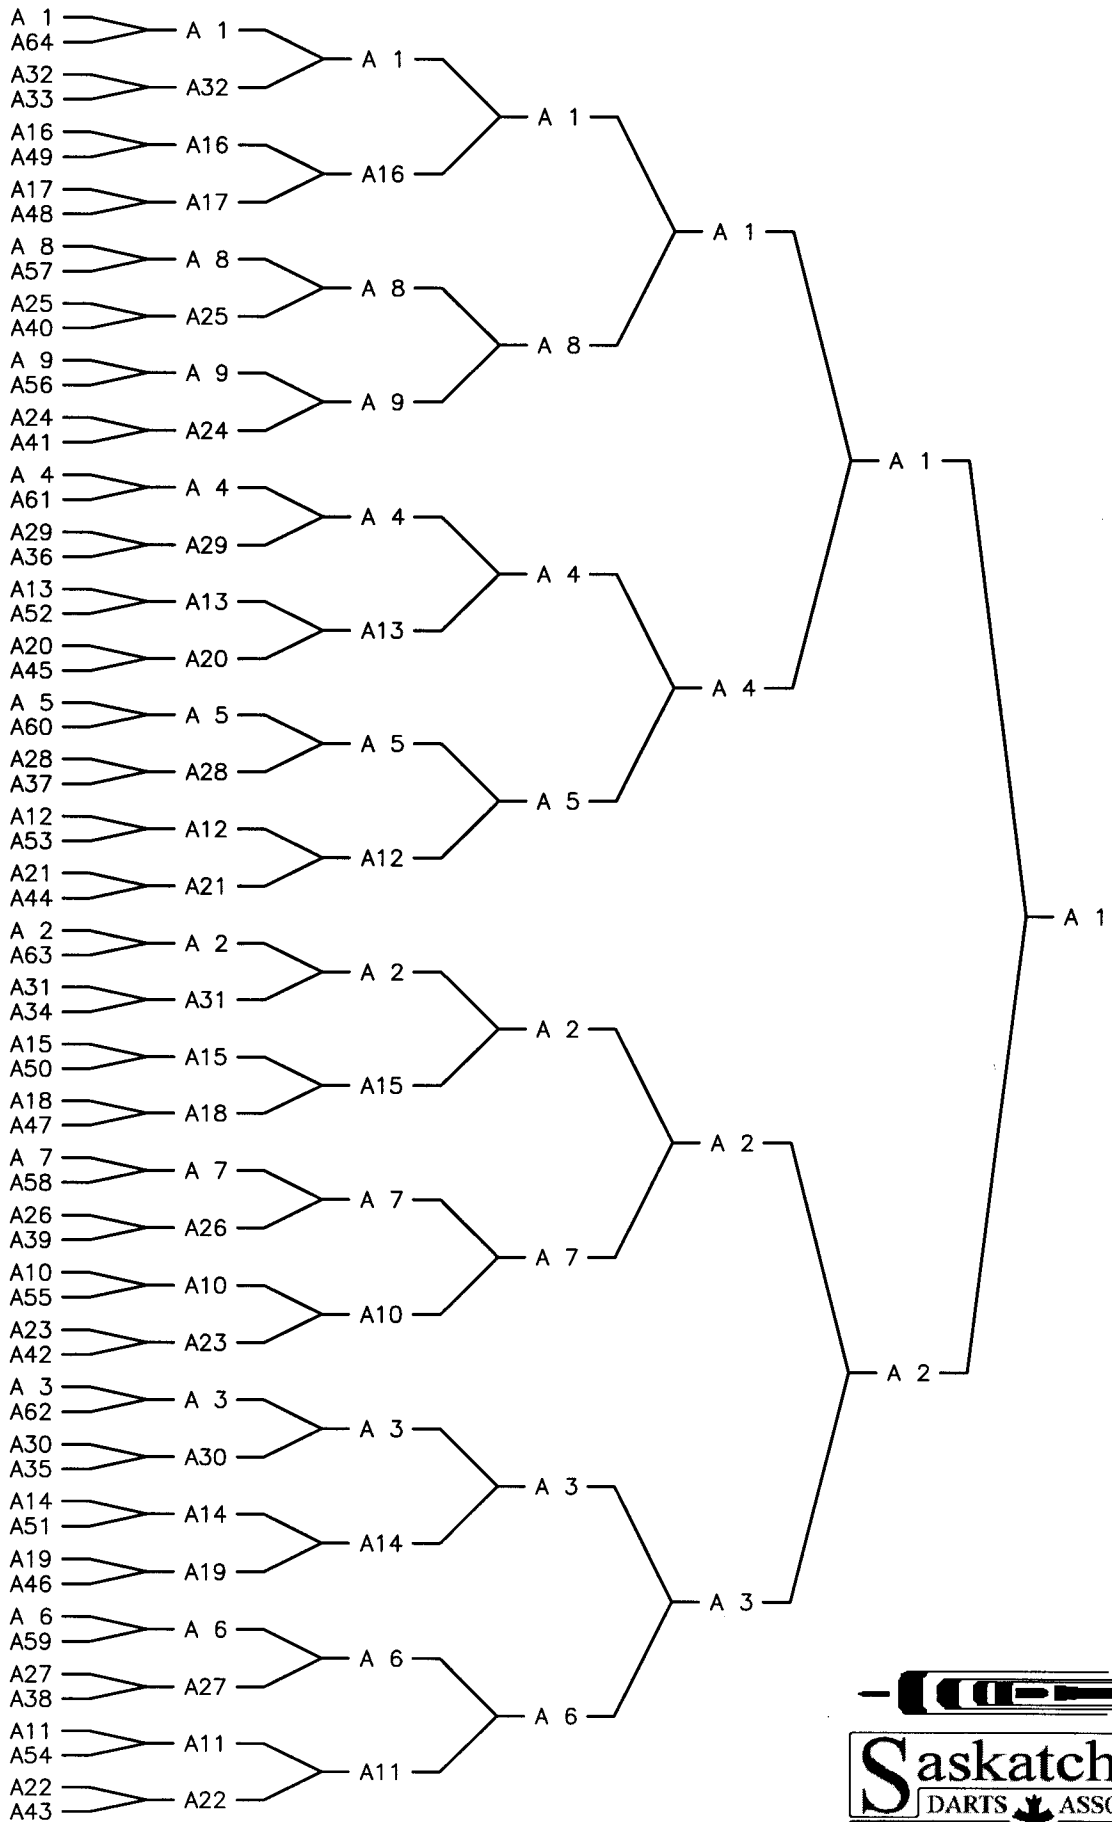 A 1
A64
A32
A33
A16
A49
A17
A48
A 8
A57
A25
A40
A 9
A56
A24
A41
A 4
A61
A29
A36
A13
A52
A20
A45
A 5
A60
A28
A37
A12
A53
A21
A44
A 2
A63
A31
A34
A15
A50
A18
A47
A 7
A58
A26
A39
A10
A55
A23
A42
A 3
A62
A30
A35
A14
A51
A19
A46
A 6
A59
A27
A38
A11
A54
A22
A43
A 1
A32
A16
A17
A 8
A25
A 9
A24
A 4
A29
A13
A20
A 5
A28
A12
A21
A 2
A31
A15
A18
A 7
A26
A10
A23
A 3
A30
A14
A19
A 6
A27
A11
A22
A 1
A16
A 8
A 9
A 4
A13
A 5
A12
A 2
A15
A 7
A10
A 3
A14
A 6
A11
A 1
A 8
A 4
A 5
A 2
A 7
A 3
A 6
A 1
A 4
A 2
A 3
A 1
A 2
A 1
Saskatch
DARTS ASSO